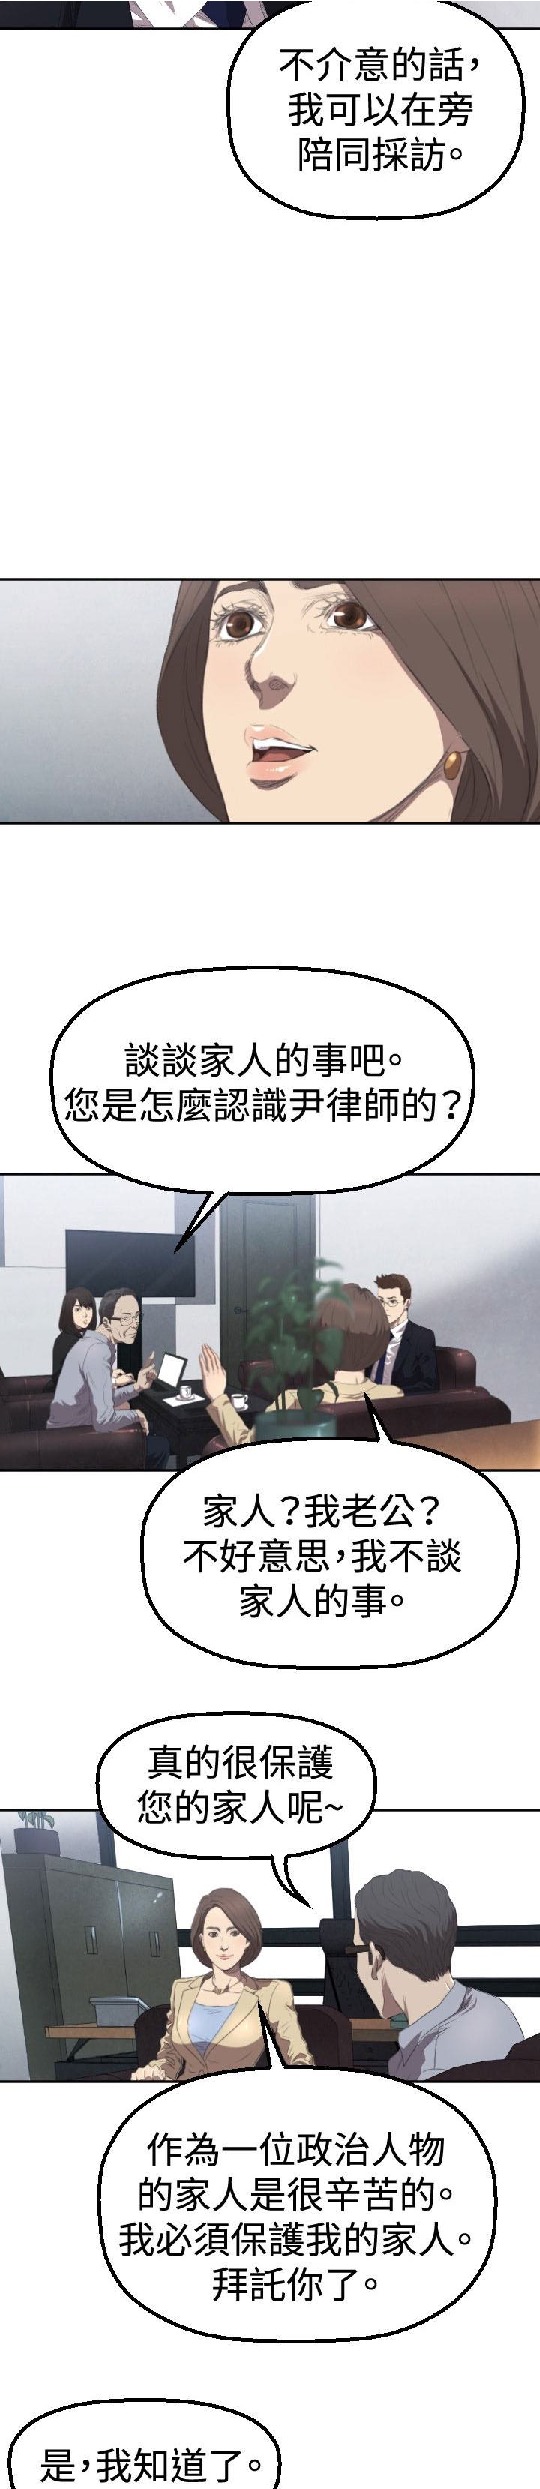 不介意的話，
我可以在旁
陪同採訪。
談談家人的事吧。
您是怎麼認識尹律師的？
家人？我老公？
不好意思，我不談
家人的事。
真的很保護
您的家人呢~
作為一位政治人物
的家人是很辛苦的。
我必須保護我的家人。
拜託你了。
是，我知道了。